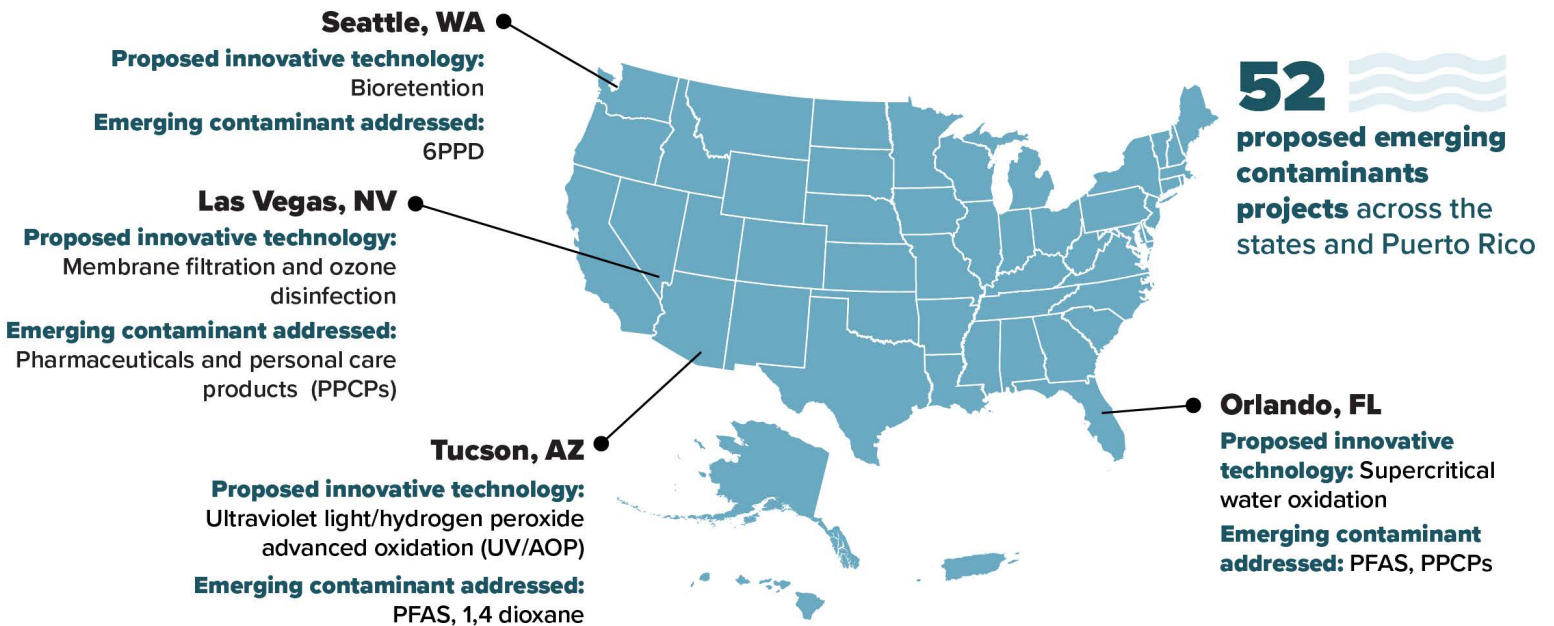 Seattle, WA
Proposed innovative technology:
Bioretention
Emerging contaminant addressed:
6PPD
Las Vegas, NV
Proposed innovative technology:
Membrane filtration and ozone
disinfection
Emerging contaminant addressed:
Pharmaceuticals and personal care
products (PPCPs)
Tucson, AZ
Proposed innovative technology:
Ultraviolet light/hydrogen peroxide
advanced oxidation (UV/AOP)
Emerging contaminant addressed:
PFAS, 1,4 dioxane
52
proposed emerging
contaminants
projects across the
states and Puerto Rico
Orlando, FL
Proposed innovative
technology: Supercritical
water oxidation
Emerging contaminant
addressed: PFAS, PPCPs